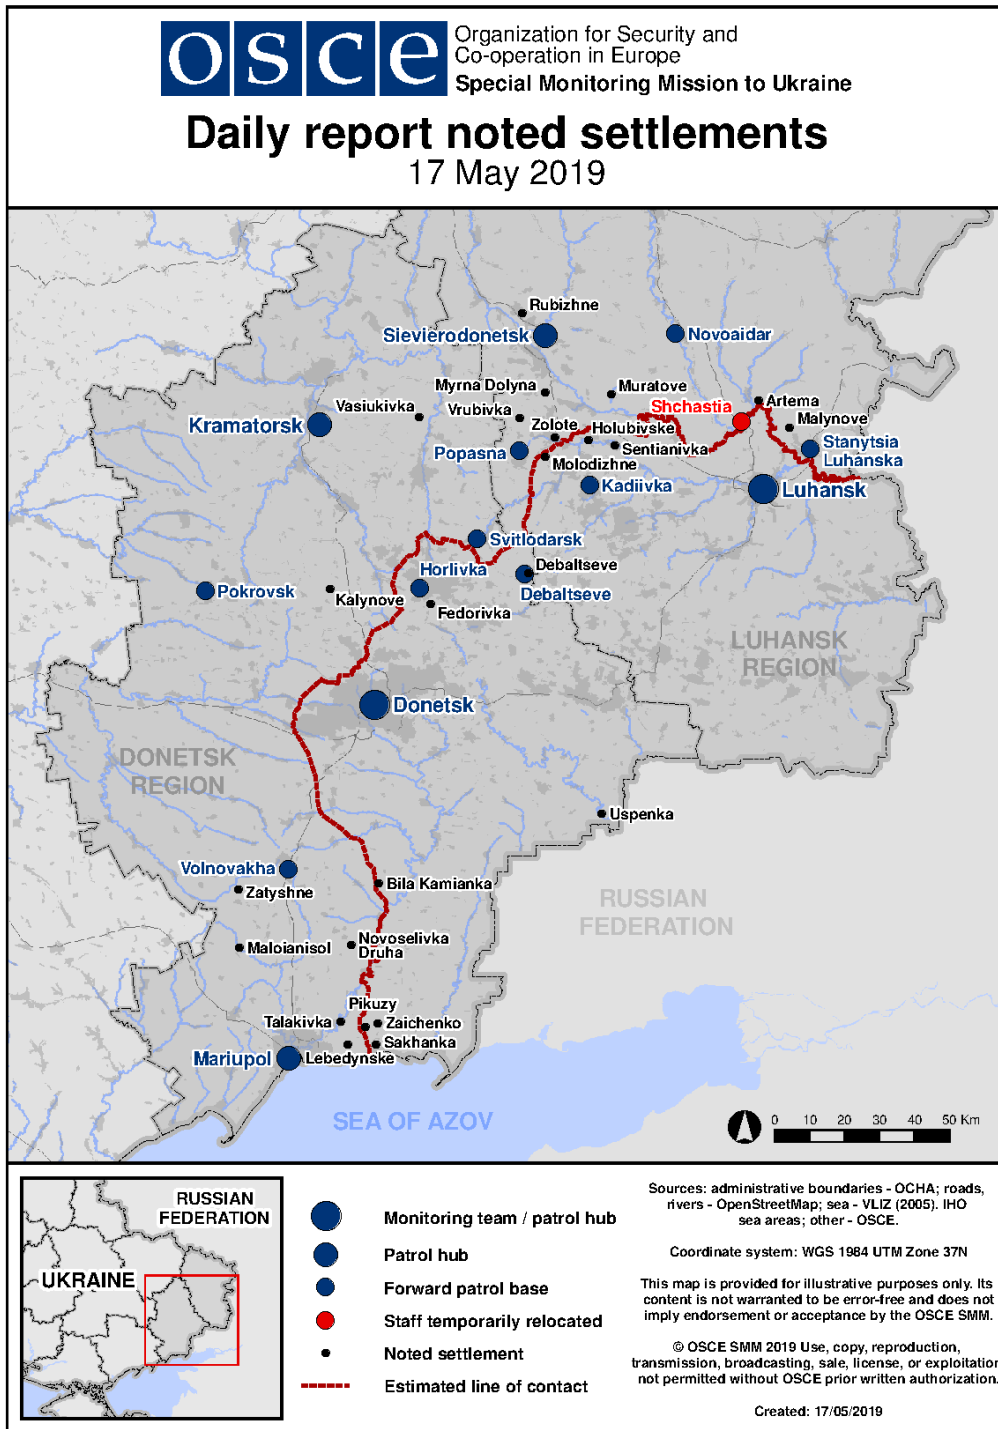 osce
Organization for Security and
Co-operation in Europe
Special Monitoring Mission to Ukraine
Daily report noted settlements
17 May 2019
Rubizhne
Sievierodonetsk
Novoaidar
Myrna Dolyna
Muratove
Artema
Vasiukivka
Vrubivka
Shchastia
Malynove
Kramatorsk
Zolote
Holubivske
Stanytsia
Luhanska
Popasna
Sentianivka
Molodizhne
Kadiivka
Luhansk
Svitlodarsk
Horlivka
Debaltseve
Debaltseve
Pokrovsk
Kalynove
Fedorivka
LUHANSK
REGION
Donetsk
DONETSK
REGION
Uspenka
Volnovakha
Zatyshne
Bila Kamianka
RUSSIAN
FEDERATION
Maloianisol
Novoselivka
Druha
Pikuzy
Talakivka
Zaichenko
Sakhanka
Mariupol
Lebedynske
SEA OF AZOV
0 10 20 30 40 50 Km
RUSSIAN
FEDERATION
UKRAINE
Monitoring team / patrol hub
Patrol hub
Forward patrol base
Staff temporarily relocated
Noted settlement
Estimated line of contact
Sources: administrative boundaries - OCHA; roads,
rivers - OpenStreetMap; sea - VLIZ (2005). IHO
sea areas; other - OSCE.
Coordinate system: WGS 1984 UTM Zone 37N
This map is provided for illustrative purposes only. Its
content is not warranted to be error-free and does not
imply endorsement or acceptance by the OSCE SMM.
© OSCE SMM 2019 Use, copy, reproduction,
transmission, broadcasting, sale, license, or exploitation
not permitted without OSCE prior written authorization.
Created: 17/05/2019